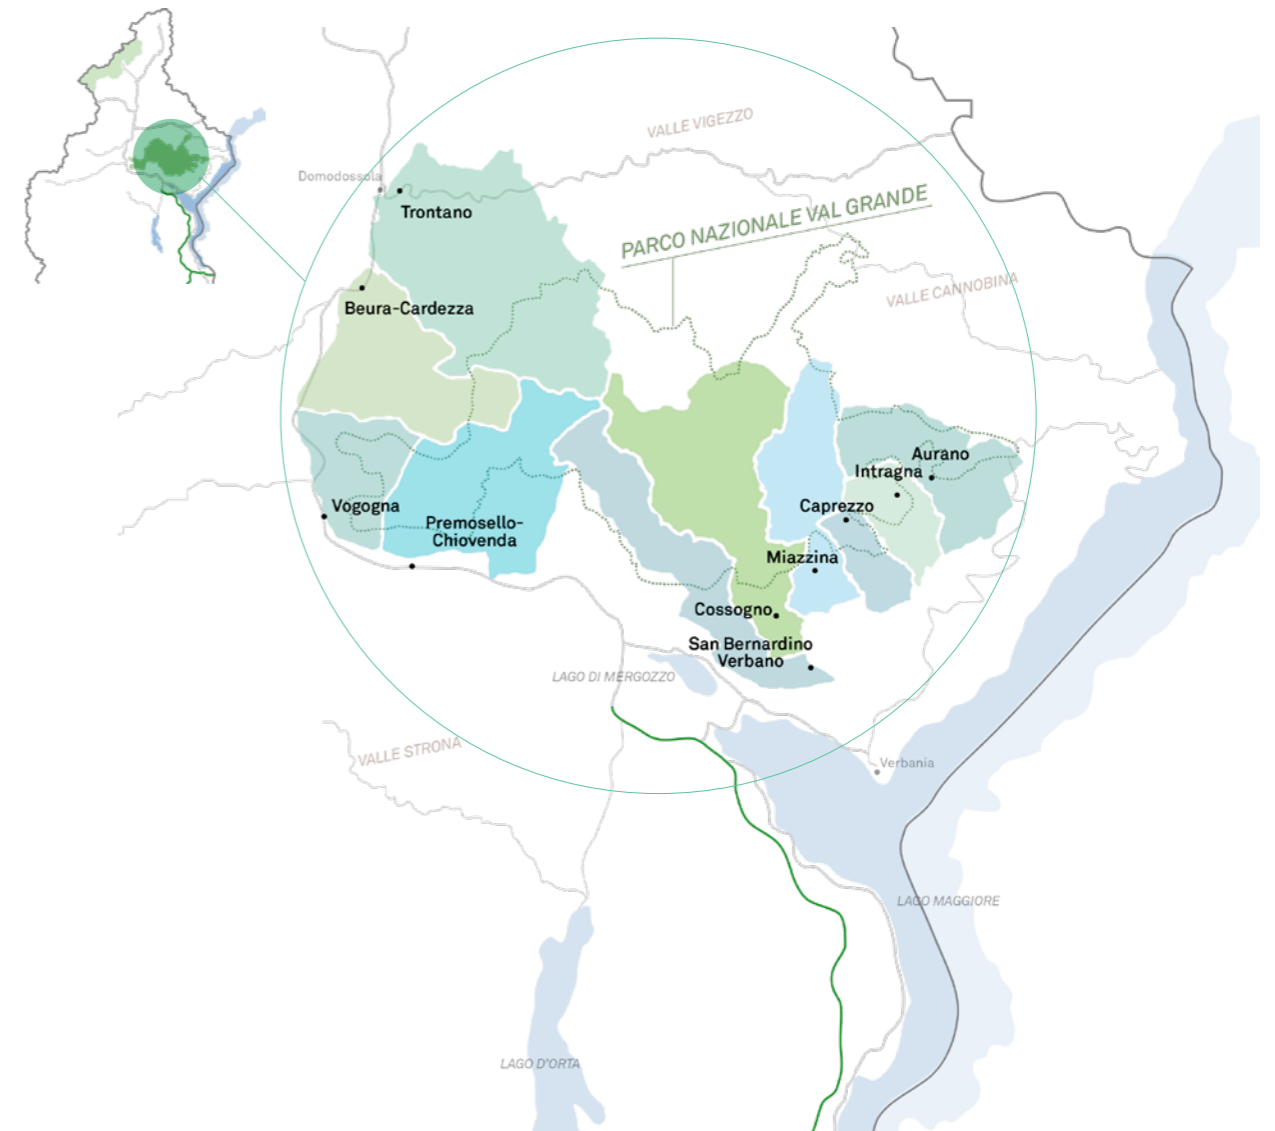 VALLE VIGEZZO
Domodossola
PARCO NAZIONALE VAL GRANDE
Trontano
VALLE CANNOBINA
Beura-Cardezza
Aurano
Intragna
Vogogna
Caprezzo
Premosello-
Chiovenda
Miazzina
Cossogno
San Bernardino
Verbano
LAGO DI MERGOZZO
VALLE STRONA
Verbania
LAGO MAGGIORE
LAGO D'ORTA